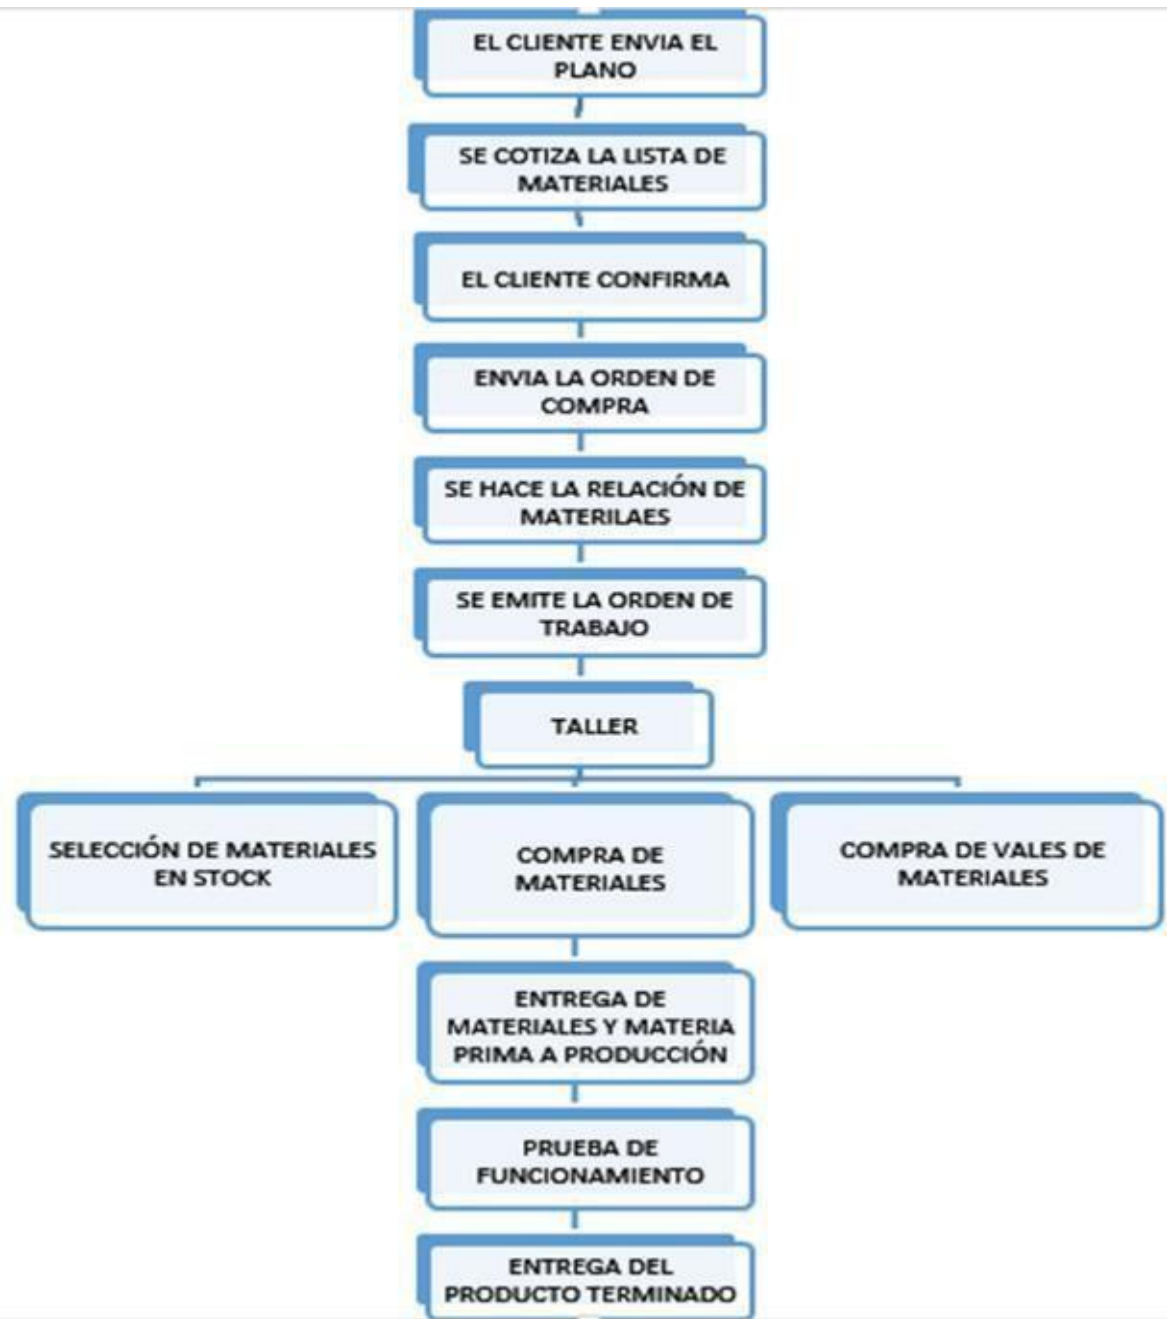 EL CLIENTE ENVIA EL
PLANO
SE COTIZA LA LISTA DE
MATERIALES
EL CLIENTE CONFIRMA
ENVIA LA ORDEN DE
COMPRA
SE HACE LA RELACIÓN DE
MATERILAES
SE EMITE LA ORDEN DE
TRABAJO
TALLER
SELECCIÓN DE MATERIALES
EN STOCK
COMPRA DE
MATERIALES
COMPRA DE VALES DE
MATERIALES
ENTREGA DE
MATERIALES Y MATERIA
PRIMA A PRODUCCIÓN
PRUEBA DE
FUNCIONAMIENTO
ENTREGA DEL
PRODUCTO TERMINADO